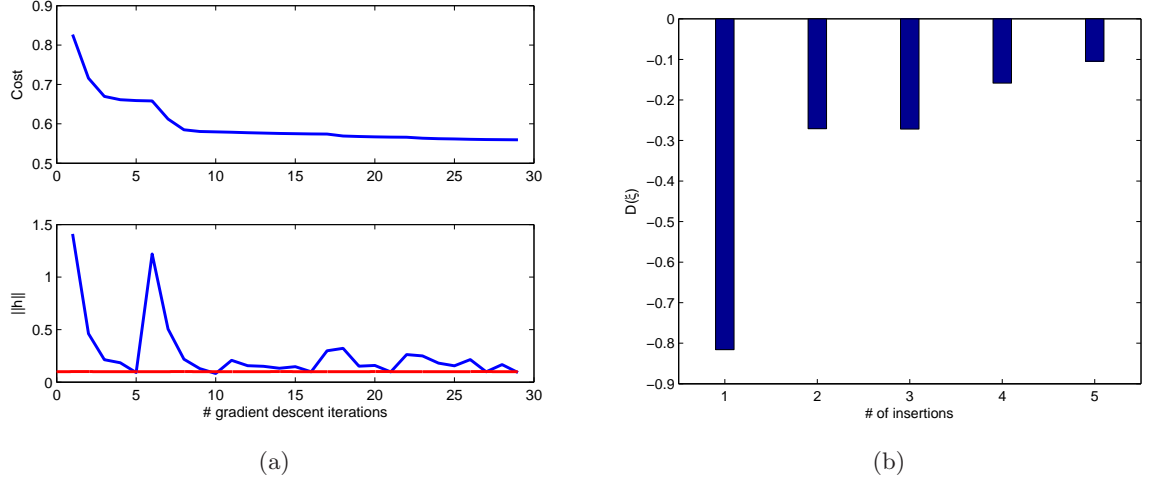 0.9
0.8
0.7
0.6
0.5
Cost
0 5 10 15 20 25 30
1.5
1
0.5
0
||h||
0 5 10 15 20 25 30
# gradient descent iterations
(a)
0
−0.1
−0.2
−0.3
−0.4
−0.5
−0.6
−0.7
−0.8
−0.9
D(ξ)
1 2 3 4 5
# of insertions
(b)